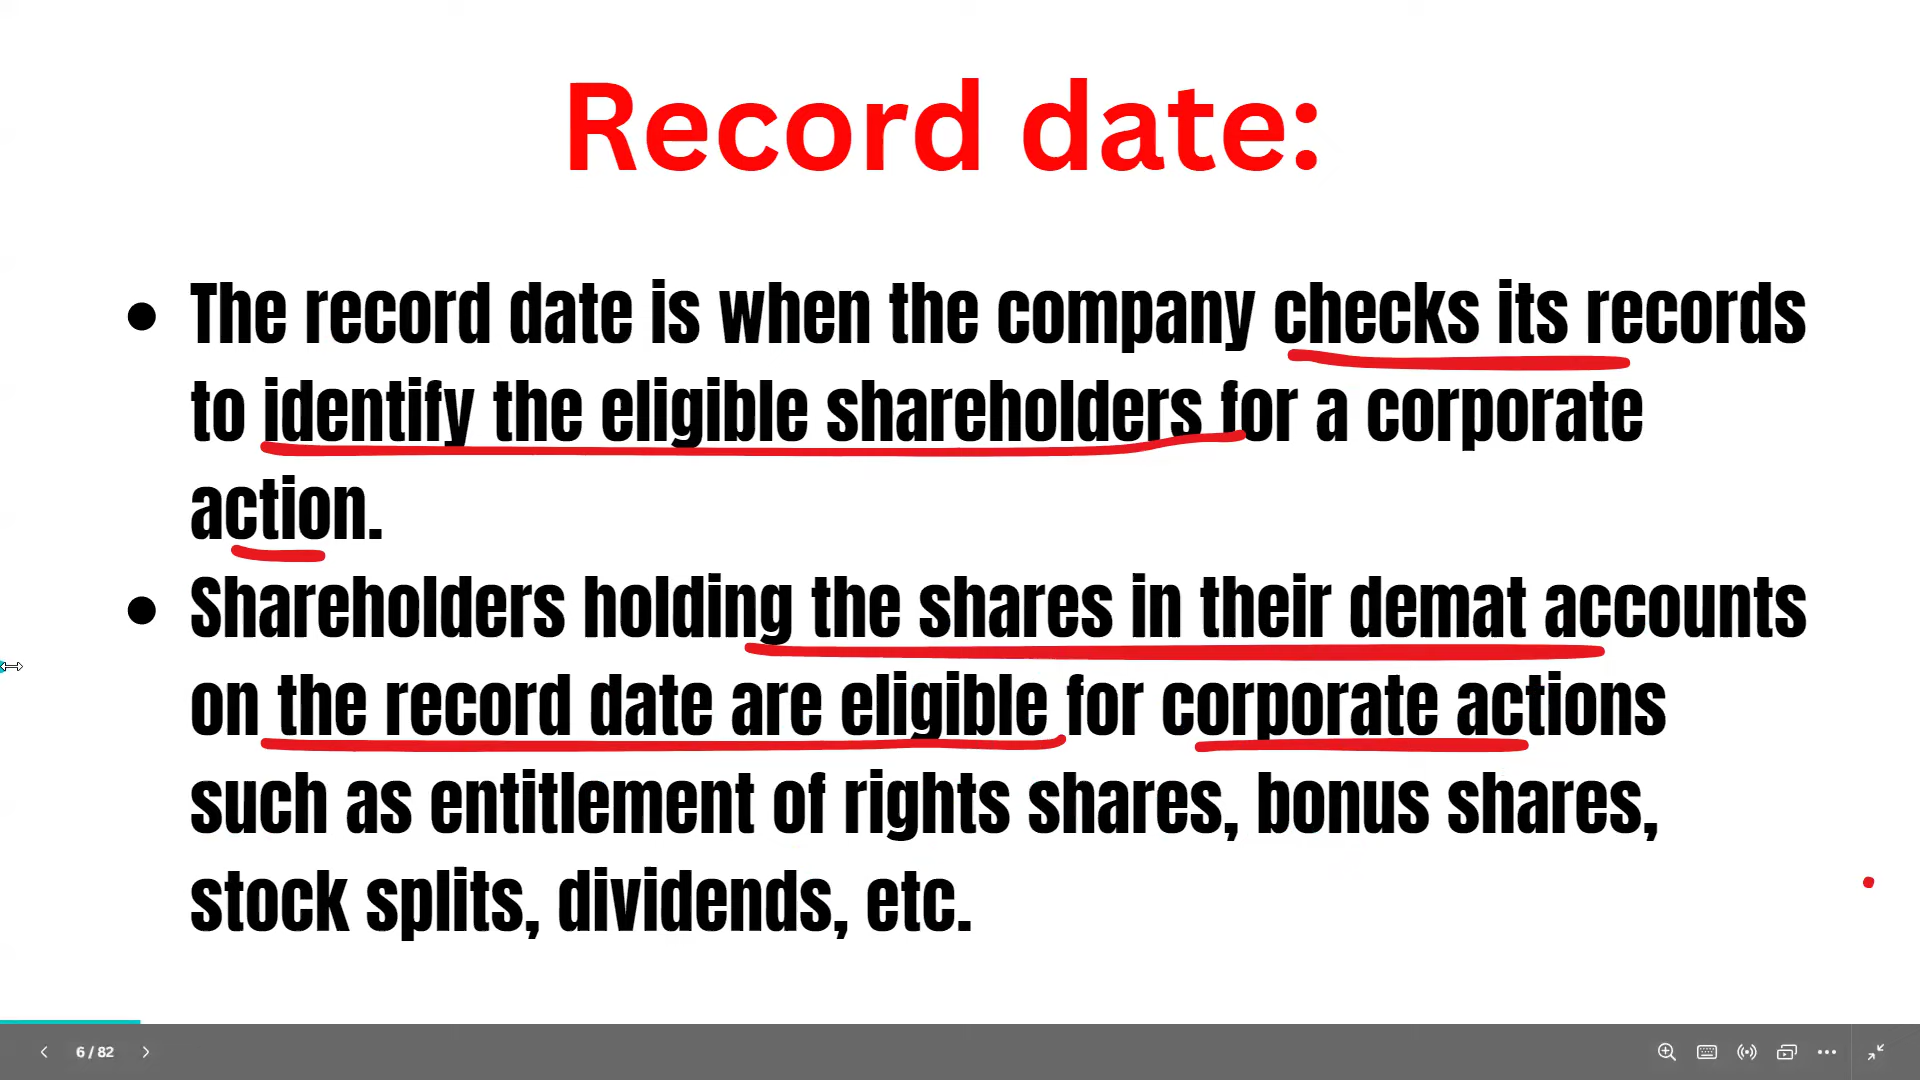 Record date:
• The record date is when the company checks its records
to identify the eligible shareholders for a corporate
action.
• Shareholders holding the shares in their demat accounts
on the record date are eligible for corporate actions
such as entitlement of rights shares, bonus shares,
stock splits, dividends, etc.
6 / 82